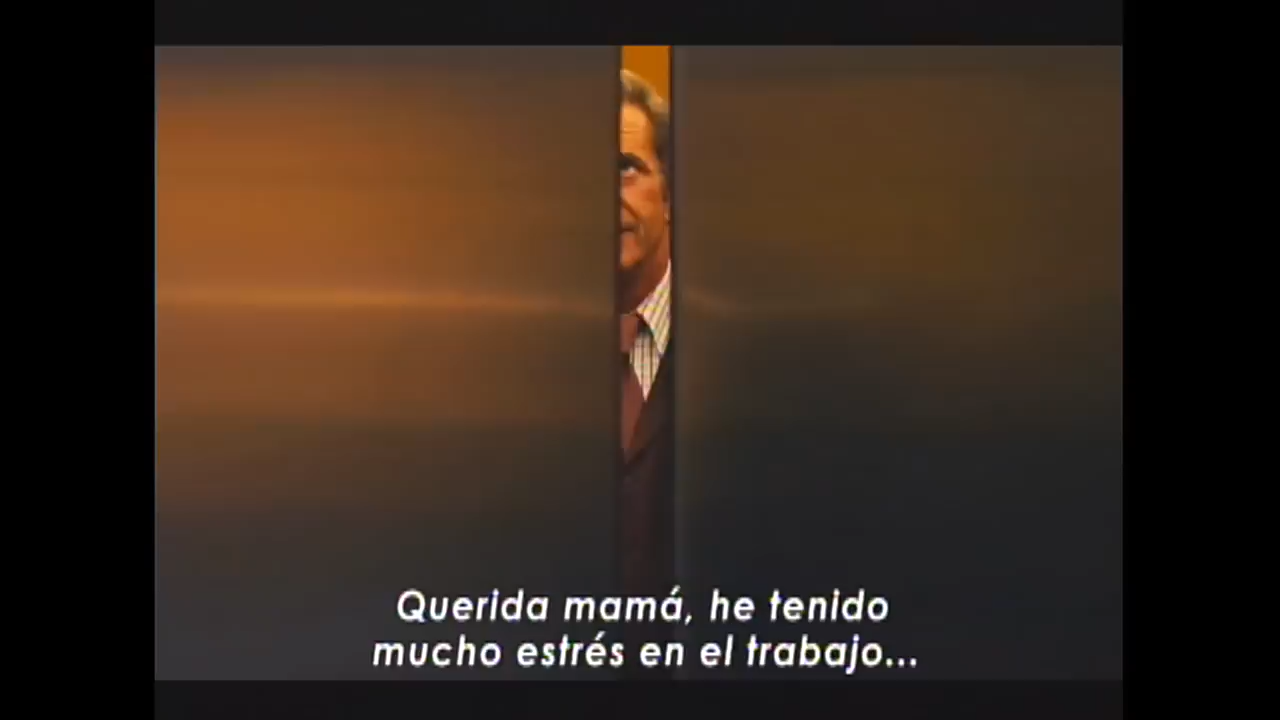 Querida mamá, he tenido
mucho estrés en el trabajo...